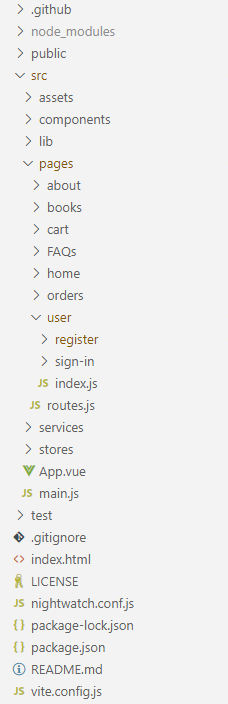 .github
node_modules
public
src
assets
components
lib
pages
about
books
cart
FAQs
home
orders
user
register
sign-in
JS index.js
JS routes.js
services
stores
App.vue
JS main.js
test
.gitignore
<> index.html
LICENSE
JS nightwatch.conf.js
{ } package-lock.json
{ } package.json
README.md
JS vite.config.js